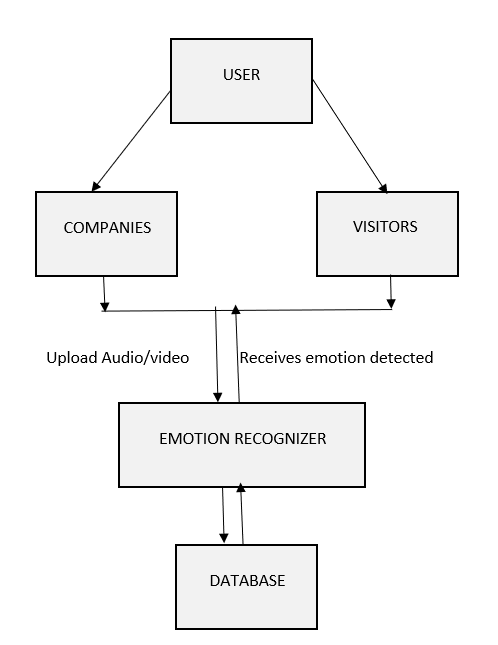 USER
COMPANIES
VISITORS
Upload Audio/video
Receives emotion detected
EMOTION RECOGNIZER
DATABASE